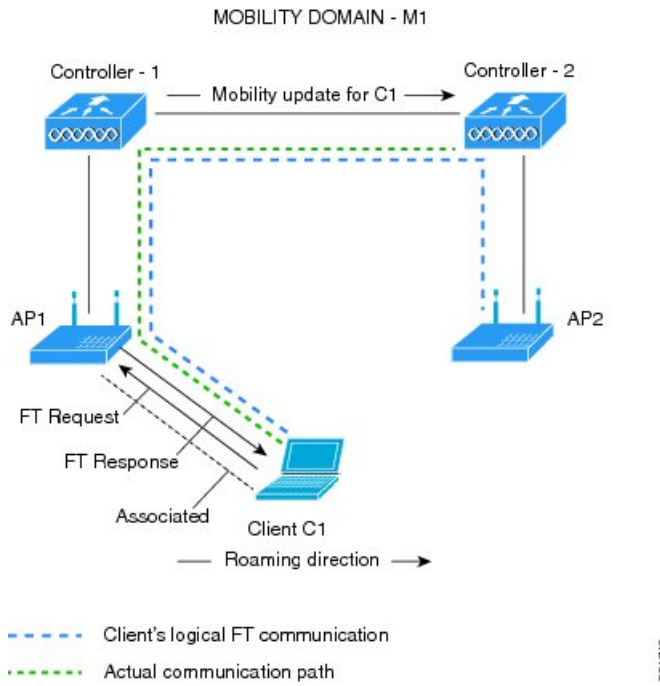 MOBILITY DOMAIN - M1
Controller - 1
Controller - 2
Mobility update for C1
AP1
AP2
FT Request
FT Response
Associated
Client C1
Roaming direction
Client's logical FT communication
Actual communication path